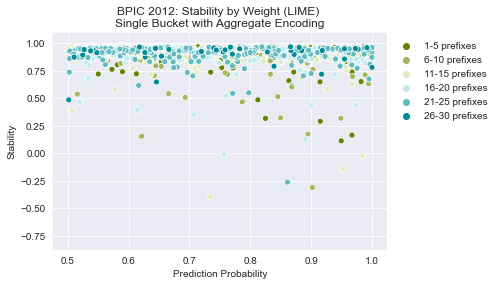 BPIC 2012: Stability by Weight (LIME)
Single Bucket with Aggregate Encoding
1.00
0.75
0.50
0.25
0.00
−0.25
−0.50
−0.75
Stability
0.5 0.6 0.7 0.8 0.9 1.0
Prediction Probability
1-5 prefixes
6-10 prefixes
11-15 prefixes
16-20 prefixes
21-25 prefixes
26-30 prefixes